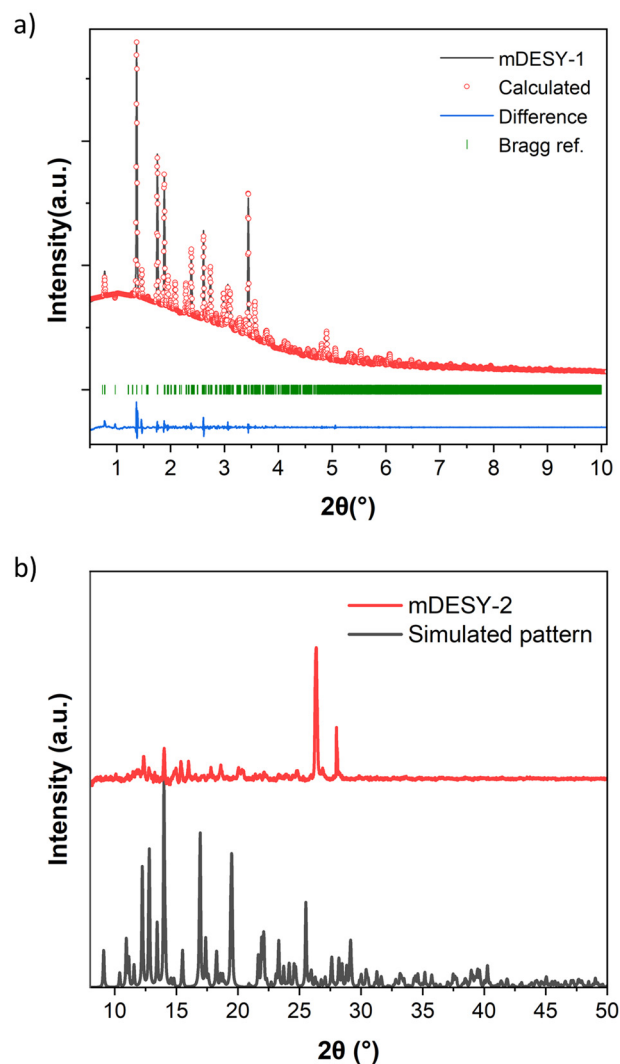 a)
mDESY-1
Calculated
Difference
Bragg ref.
Intensity(a.u.)
1 2 3 4 5 6 7 8 9 10
2θ(°)
b)
mDESY-2
Simulated pattern
Intensity (a.u.)
10 15 20 25 30 35 40 45 50
2θ (°)